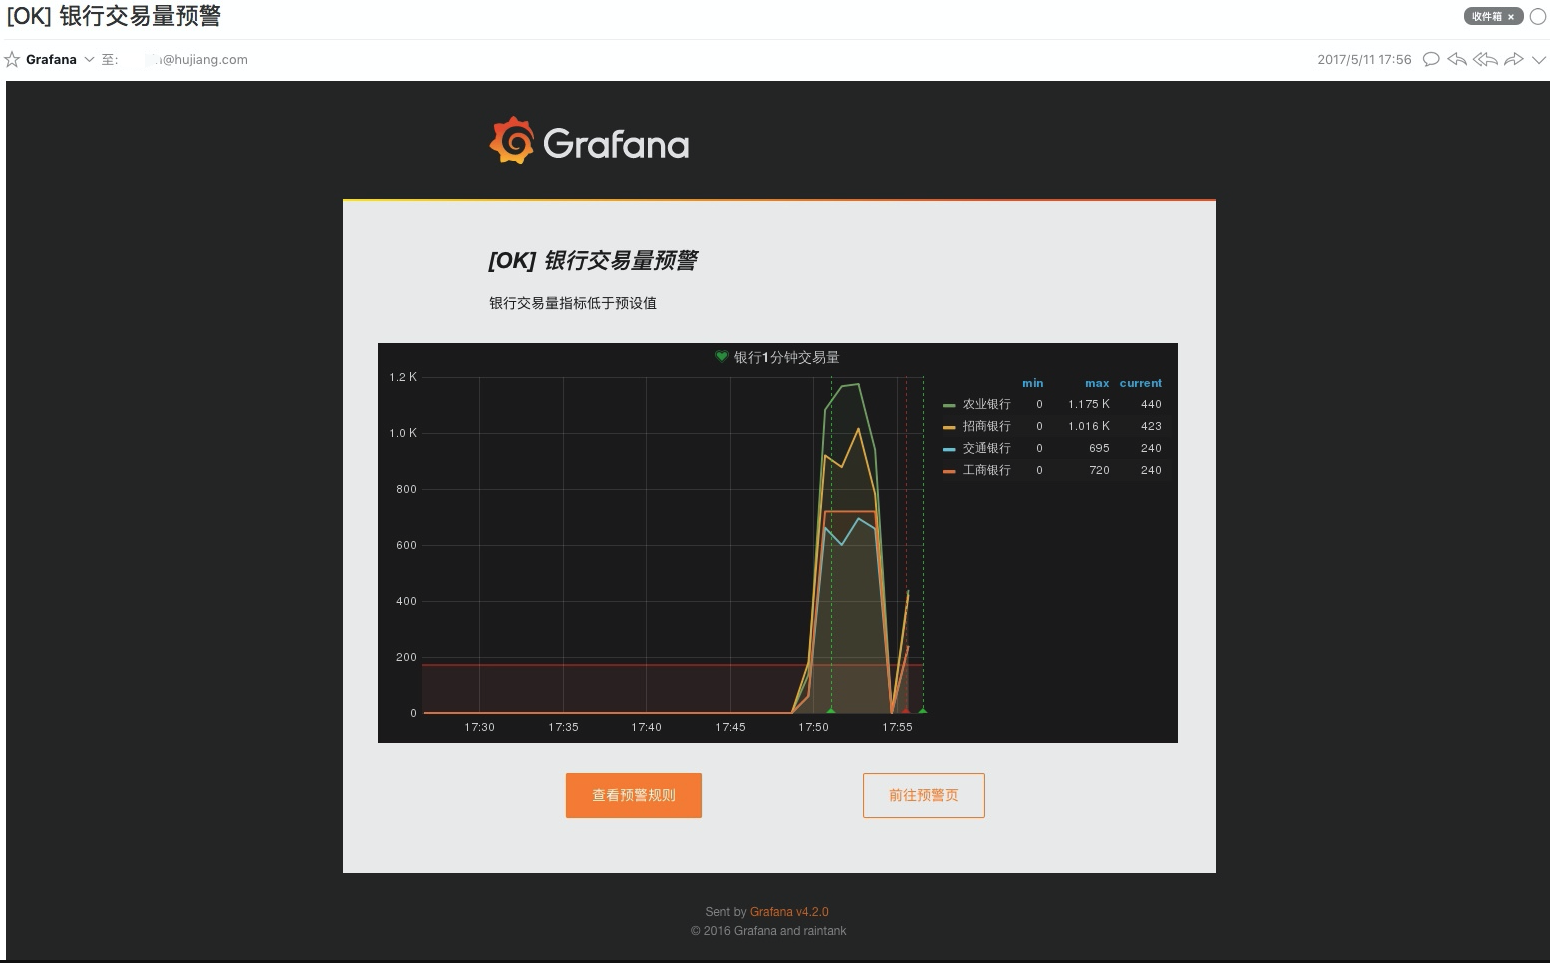 [OK] 银行交易量预警
收件箱 ×
Grafana 至: @hujiang.com
2017/5/11 17:56
Grafana
[OK] 银行交易量预警
银行交易量指标低于预设值
银行1分钟交易量
1.2 K
1.0 K
800
600
400
200
0
17:30 17:35 17:40 17:45 17:50 17:55
min max current
农业银行 0 1.175 K 440
招商银行 0 1.016 K 423
交通银行 0 695 240
工商银行 0 720 240
查看预警规则
前往预警页
Sent by Grafana v4.2.0
© 2016 Grafana and raintank